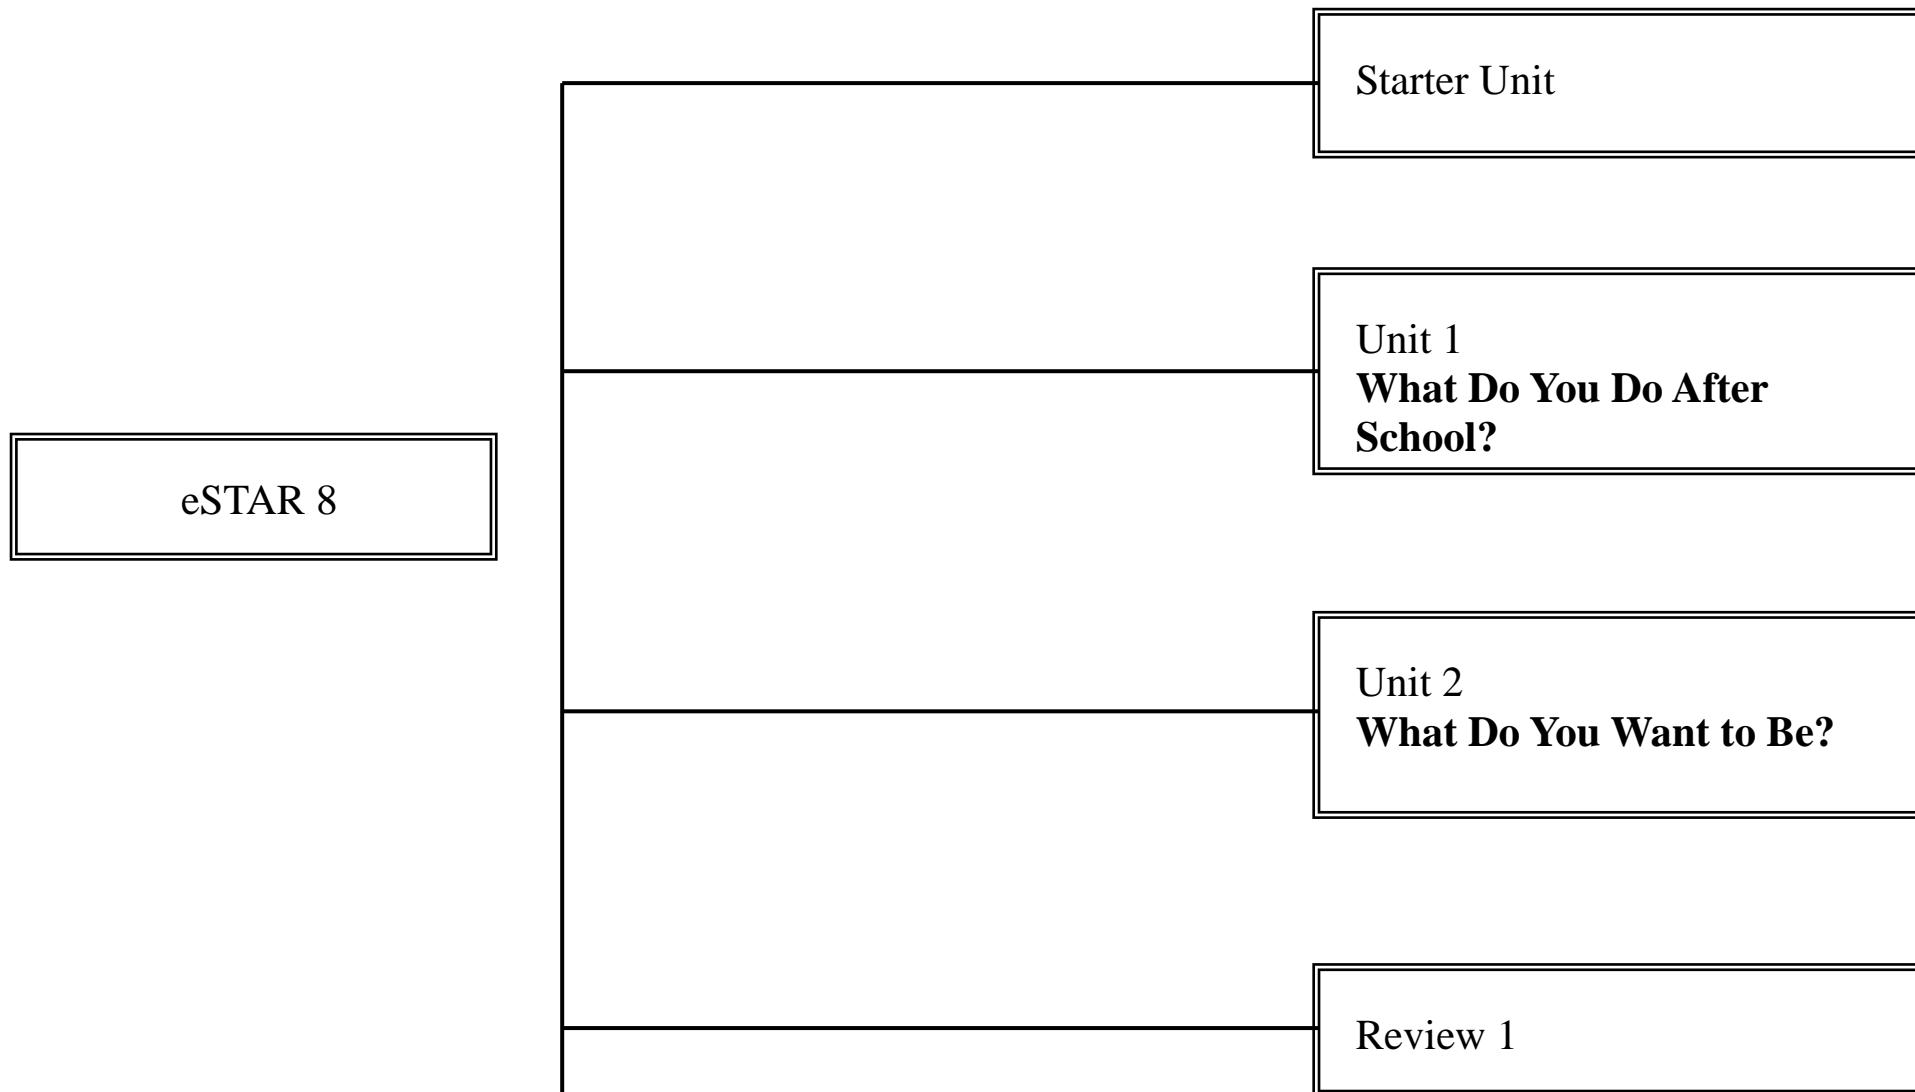 Starter Unit
Unit 1
What Do You Do After
School?
eSTAR 8
Unit 2
What Do You Want to Be?
Review 1